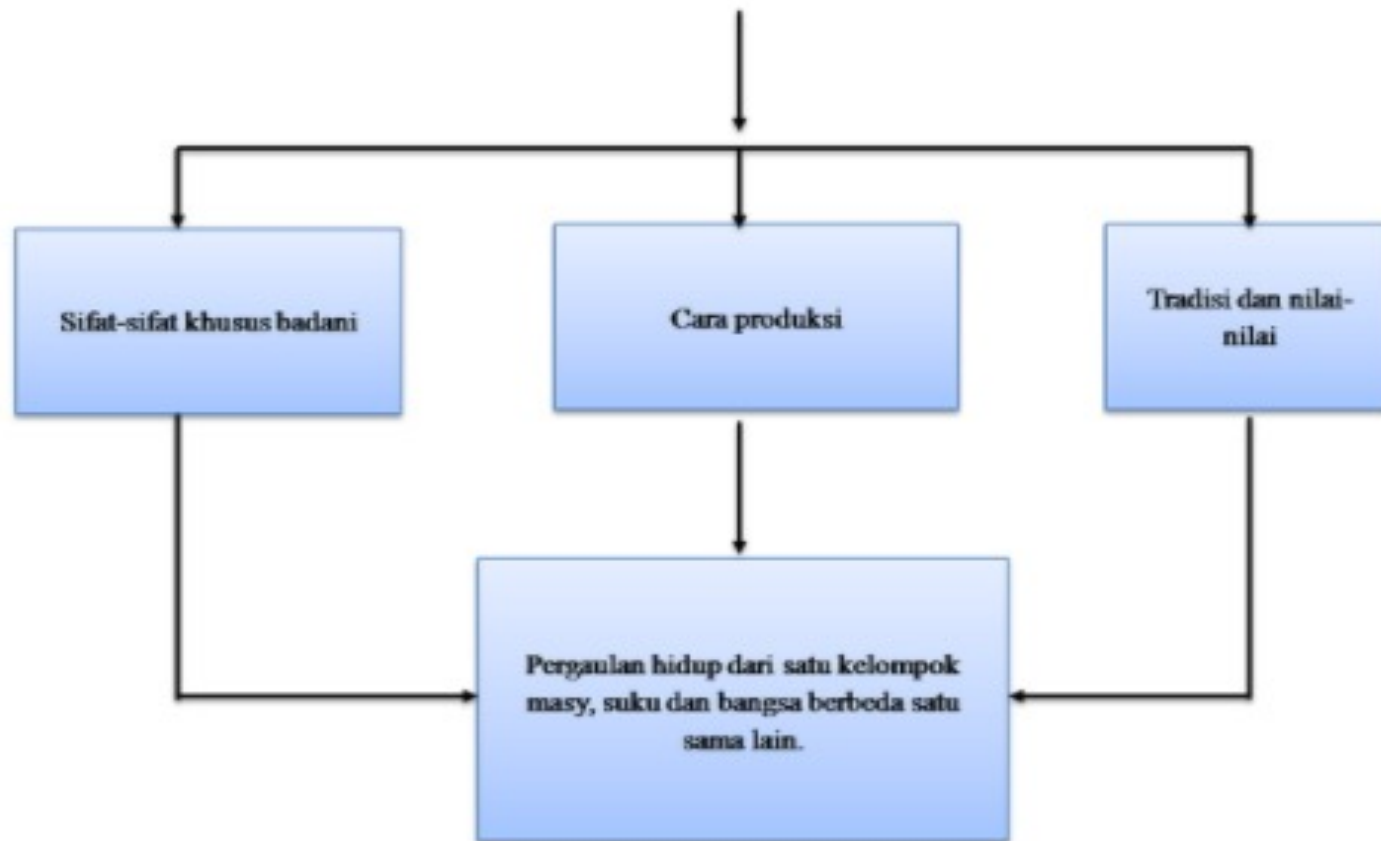 Sifat-sifat khusus badani
Cara produksi
Tradisi dan nilai-
nilai
Pergaulan hidup dari satu kelompok
masy, suku dan bangsa berbeda satu
sama lain.